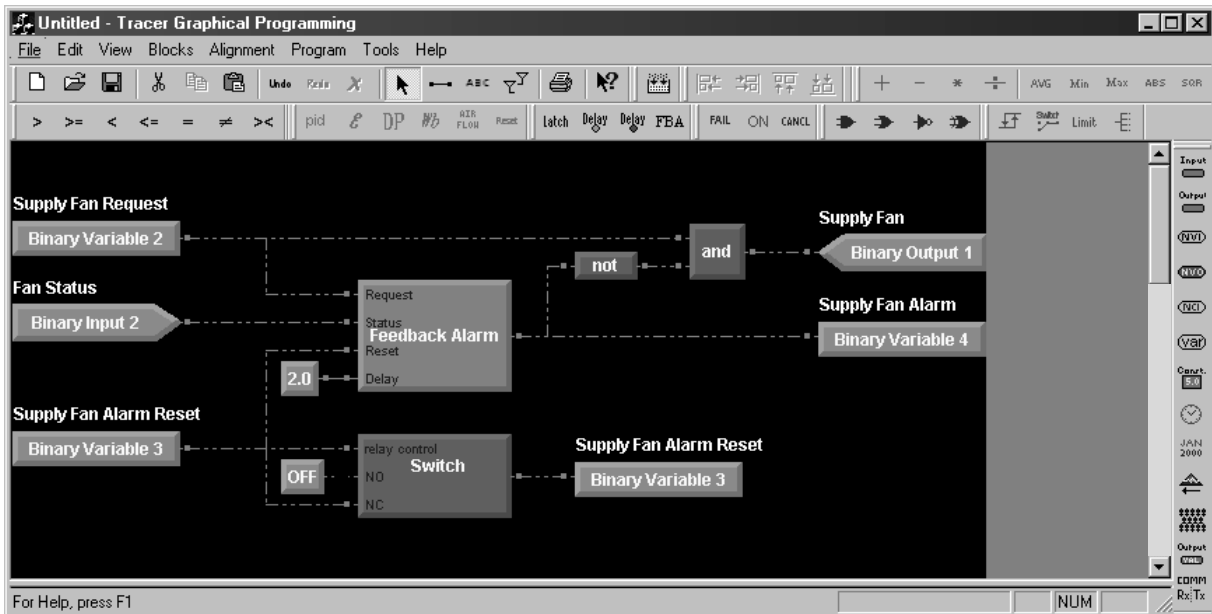 Untitled - Tracer Graphical Programming
File Edit View Blocks Alignment Program Tools Help
Undo Redo X ABC + - * ÷ AVG Min Max ABS SQR
> >= < <= = ≠ >< pid DP Wb AIR FLOW Reset Latch Delay Delay FBA FAIL ON CANCL Switch Limit
Supply Fan Request
Binary Variable 2
Fan Status
Binary Input 2
Supply Fan Alarm Reset
Binary Variable 3
Request
Status
Feedback Alarm
Reset
Delay
2.0
relay control
Switch
NO
NC
OFF
not
and
Supply Fan
Binary Output 1
Supply Fan Alarm
Binary Variable 4
Supply Fan Alarm Reset
Binary Variable 3
Input
Output
NVI
NVO
NCI
Var
Const.
5.0
JAN
2000
Output
VAL
COMM
Rx Tx
For Help, press F1
NUM